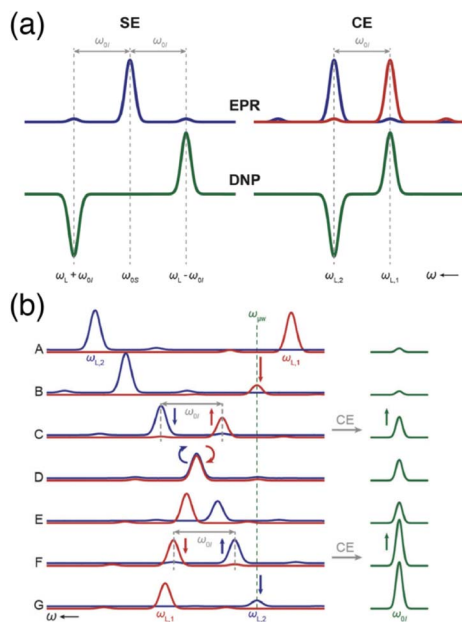 (a)
SE
CE
ω0I
ω0I
ω0I
EPR
DNP
ωL + ω0I
ω0S
ωL - ω0I
ωL,2
ωL,1
ω ←
(b)
A
ωL,2
ωμw
ωL,1
B
C
ω0I
CE
D
E
F
ω0I
CE
G
ω ←
ωL,1
ωL,2
ω0I